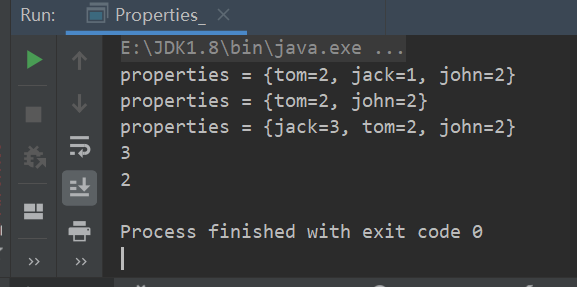 Run: Properties_
E:\JDK1.8\bin\java.exe ...
properties = {tom=2, jack=1, john=2}
properties = {tom=2, john=2}
properties = {jack=3, tom=2, john=2}
3
2
Process finished with exit code 0